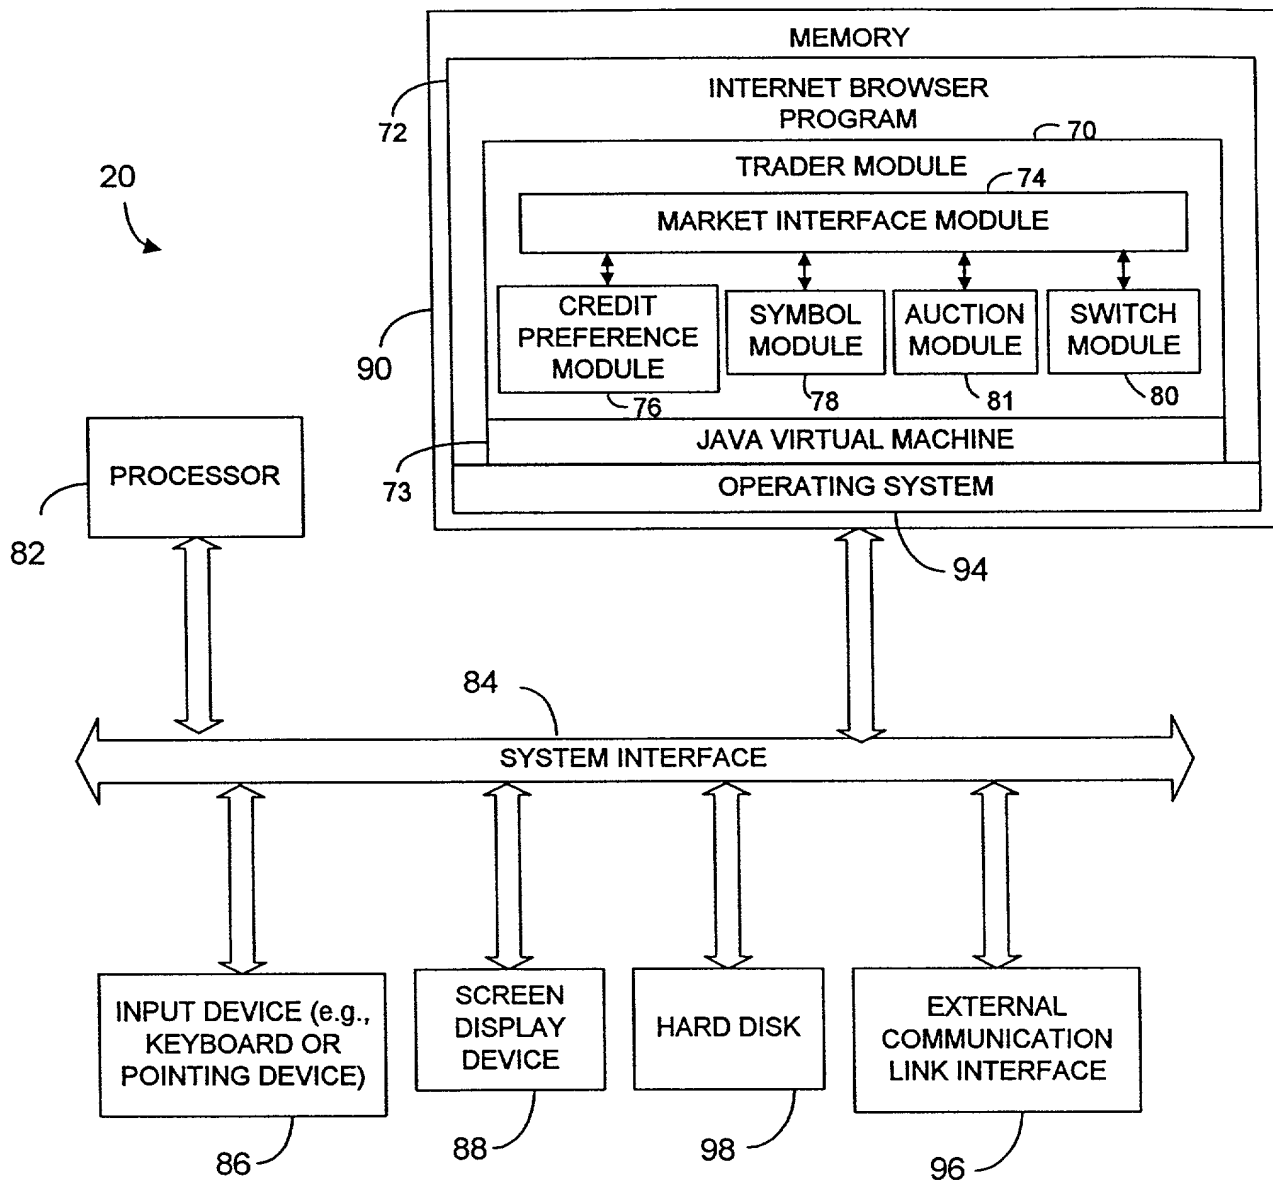 MEMORY
INTERNET BROWSER
PROGRAM
72
70
TRADER MODULE
20
74
MARKET INTERFACE MODULE
CREDIT
PREFERENCE
MODULE
SYMBOL
MODULE
AUCTION
MODULE
SWITCH
MODULE
90
76
78
81
80
JAVA VIRTUAL MACHINE
PROCESSOR
73
OPERATING SYSTEM
82
94
84
SYSTEM INTERFACE
INPUT DEVICE (e.g.,
KEYBOARD OR
POINTING DEVICE)
SCREEN
DISPLAY
DEVICE
HARD DISK
EXTERNAL
COMMUNICATION
LINK INTERFACE
86
88
98
96